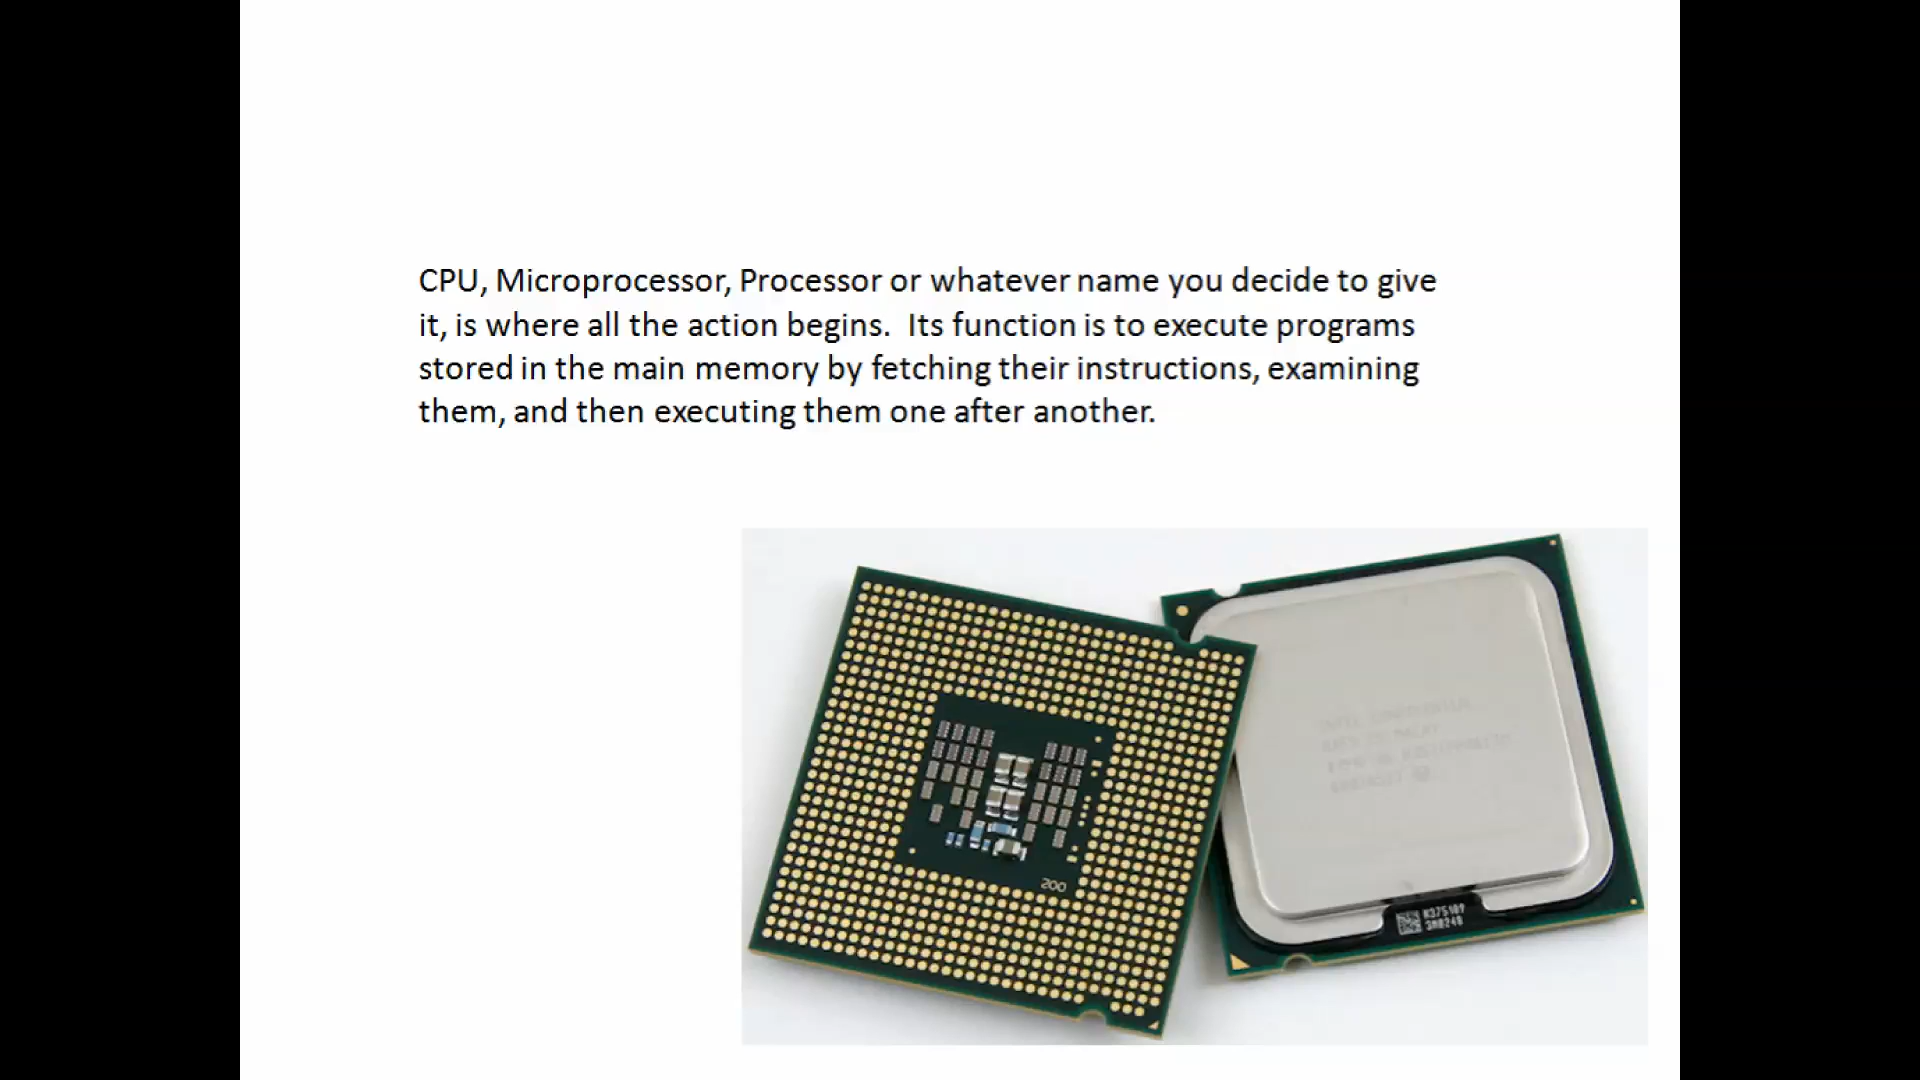 CPU, Microprocessor, Processor or whatever name you decide to give
it, is where all the action begins.  Its function is to execute programs
stored in the main memory by fetching their instructions, examining
them, and then executing them one after another.
200